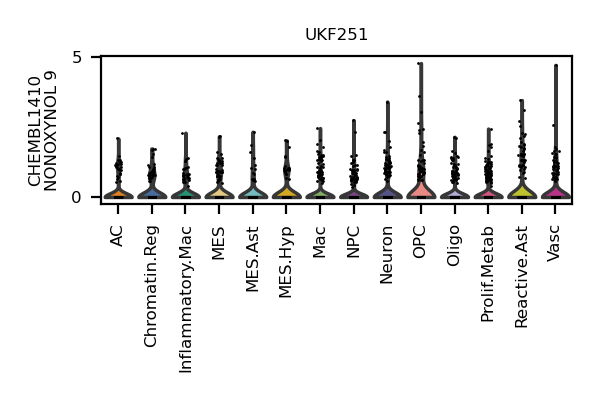 UKF251
CHEMBL1410
NONOXYNOL 9
5
0
AC
Chromatin.Reg
Inflammatory.Mac
MES
MES.Ast
MES.Hyp
Mac
NPC
Neuron
OPC
Oligo
Prolif.Metab
Reactive.Ast
Vasc